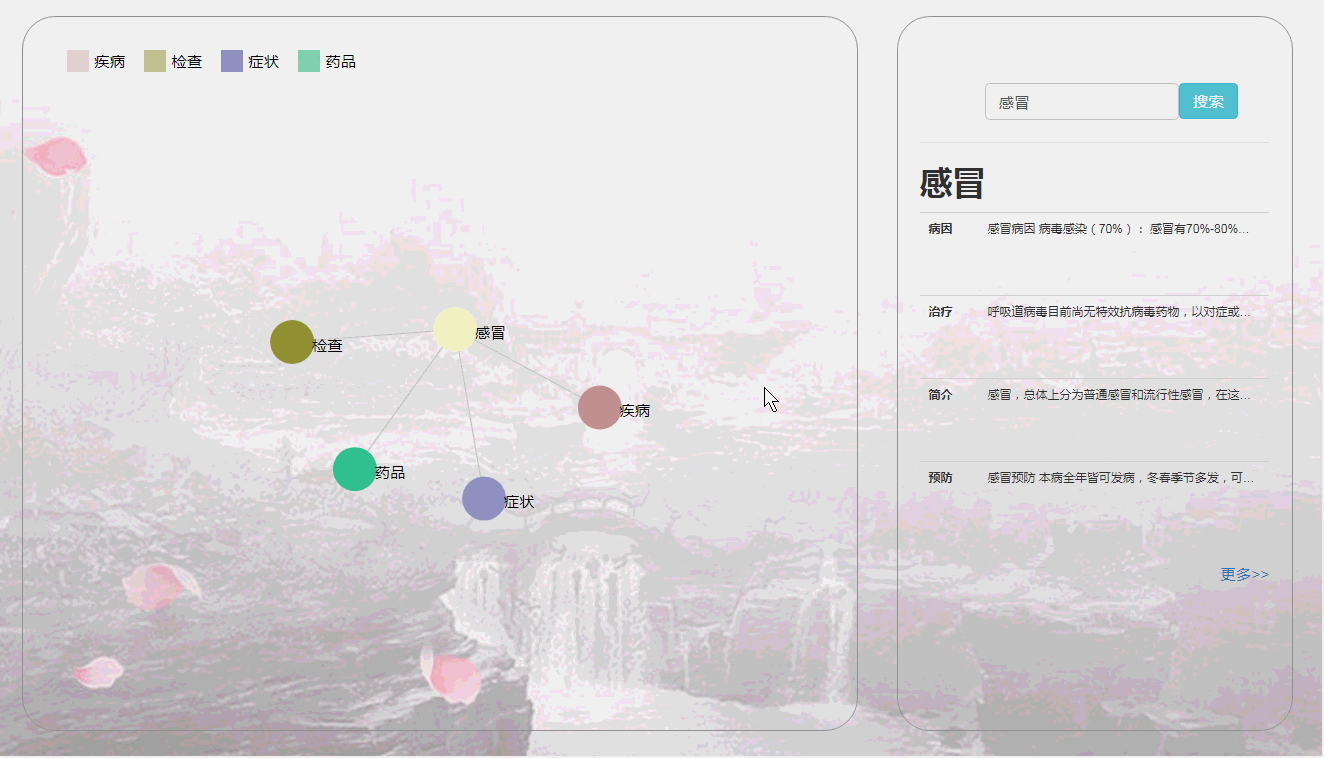 疾病 检查 症状 药品
感冒
检查
疾病
药品
症状
感冒 搜索
感冒
病因 感冒病因 病毒感染（70%）：感冒有70%-80%...
治疗 呼吸道病毒目前尚无特效抗病毒药物，以对症或...
简介 感冒，总体上分为普通感冒和流行性感冒，在这...
预防 感冒预防 本病全年皆可发病，冬春季节多发，可...
更多>>